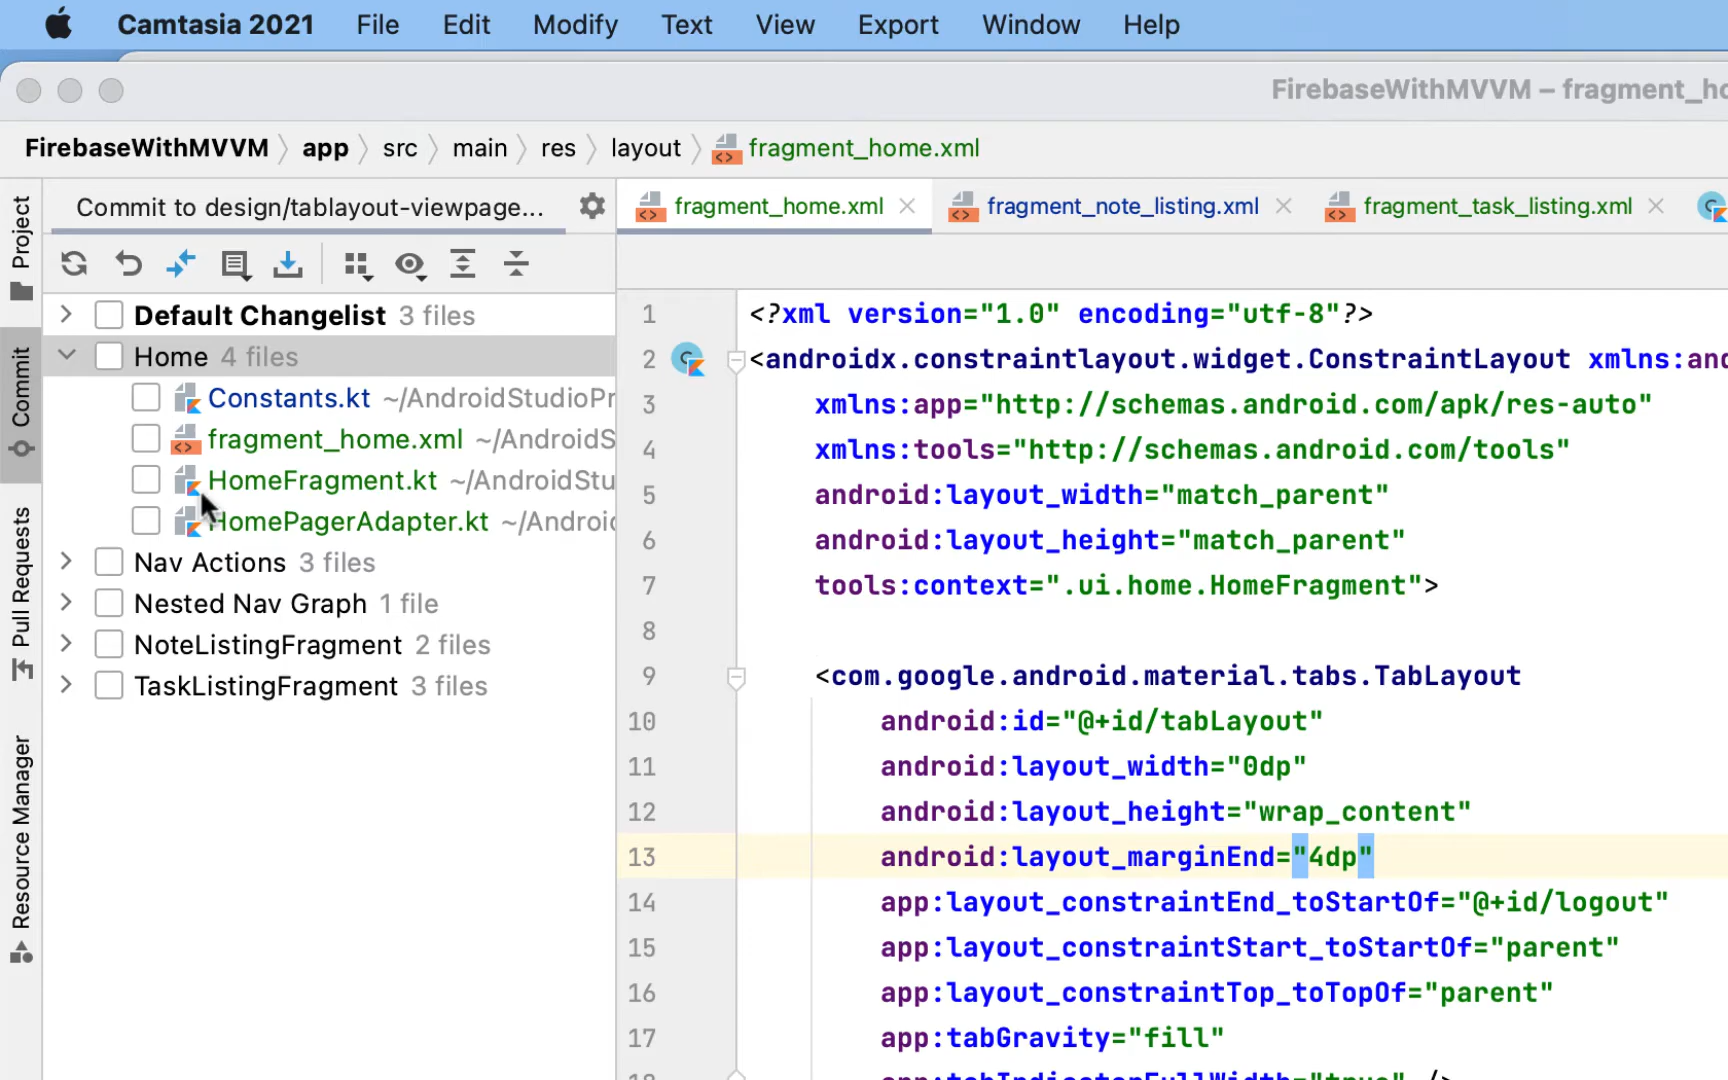 Camtasia 2021 File Edit Modify Text View Export Window Help
FirebaseWithMVVM – fragment_ho
FirebaseWithMVVM app src main res layout fragment_home.xml
Commit to design/tablayout-viewpage...
fragment_home.xml fragment_note_listing.xml fragment_task_listing.xml
Project
Commit
Pull Requests
Resource Manager
Default Changelist 3 files
Home 4 files
Constants.kt ~/AndroidStudioPr
fragment_home.xml ~/AndroidS
HomeFragment.kt ~/AndroidStu
HomePagerAdapter.kt ~/Android
Nav Actions 3 files
Nested Nav Graph 1 file
NoteListingFragment 2 files
TaskListingFragment 3 files
1 <?xml version="1.0" encoding="utf-8"?>
2 <androidx.constraintlayout.widget.ConstraintLayout xmlns:and
3 xmlns:app="http://schemas.android.com/apk/res-auto"
4 xmlns:tools="http://schemas.android.com/tools"
5 android:layout_width="match_parent"
6 android:layout_height="match_parent"
7 tools:context=".ui.home.HomeFragment">
8
9 <com.google.android.material.tabs.TabLayout
10 android:id="@+id/tabLayout"
11 android:layout_width="0dp"
12 android:layout_height="wrap_content"
13 android:layout_marginEnd="4dp"
14 app:layout_constraintEnd_toStartOf="@+id/logout"
15 app:layout_constraintStart_toStartOf="parent"
16 app:layout_constraintTop_toTopOf="parent"
17 app:tabGravity="fill"
18 app:tabIndicatorFullWidth="true" />